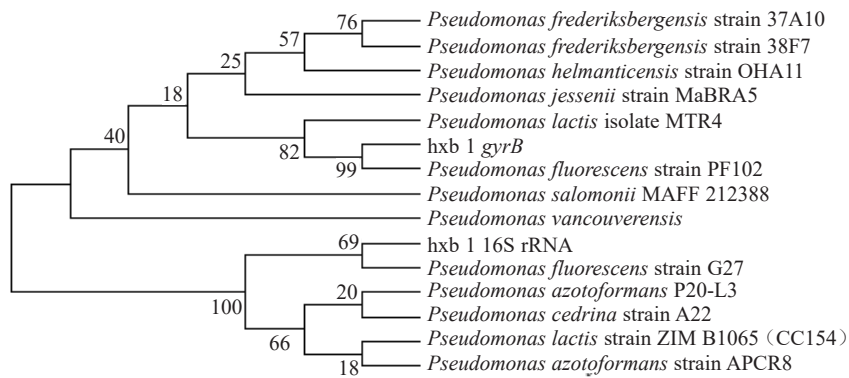 76
Pseudomonas frederiksbergensis strain 37A10
57
Pseudomonas frederiksbergensis strain 38F7
25
Pseudomonas helmanticensis strain OHA11
18
Pseudomonas jessenii strain MaBRA5
Pseudomonas lactis isolate MTR4
40
hxb 1 gyrB
82
99
Pseudomonas fluorescens strain PF102
Pseudomonas salomonii MAFF 212388
Pseudomonas vancouverensis
69
hxb 1 16S rRNA
Pseudomonas fluorescens strain G27
100
20
Pseudomonas azotoformans P20-L3
Pseudomonas cedrina strain A22
66
Pseudomonas lactis strain ZIM B1065（CC154）
18
Pseudomonas azotoformans strain APCR8